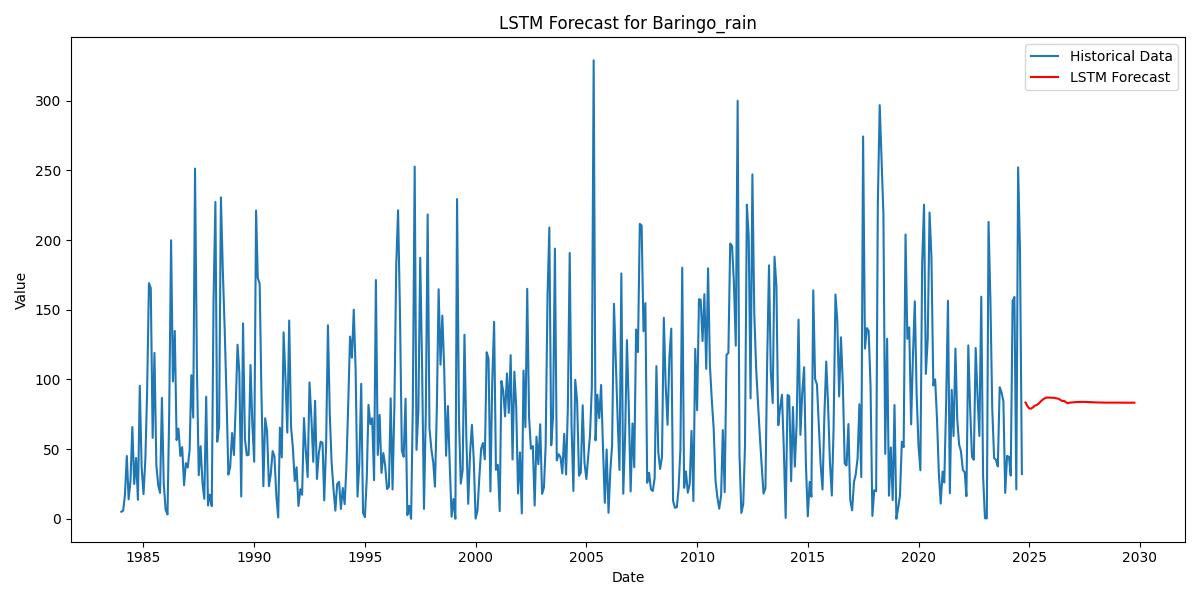 LSTM Forecast for Baringo_rain
Historical Data
LSTM Forecast
Value
300
250
200
150
100
50
0
1985 1990 1995 2000 2005 2010 2015 2020 2025 2030
Date